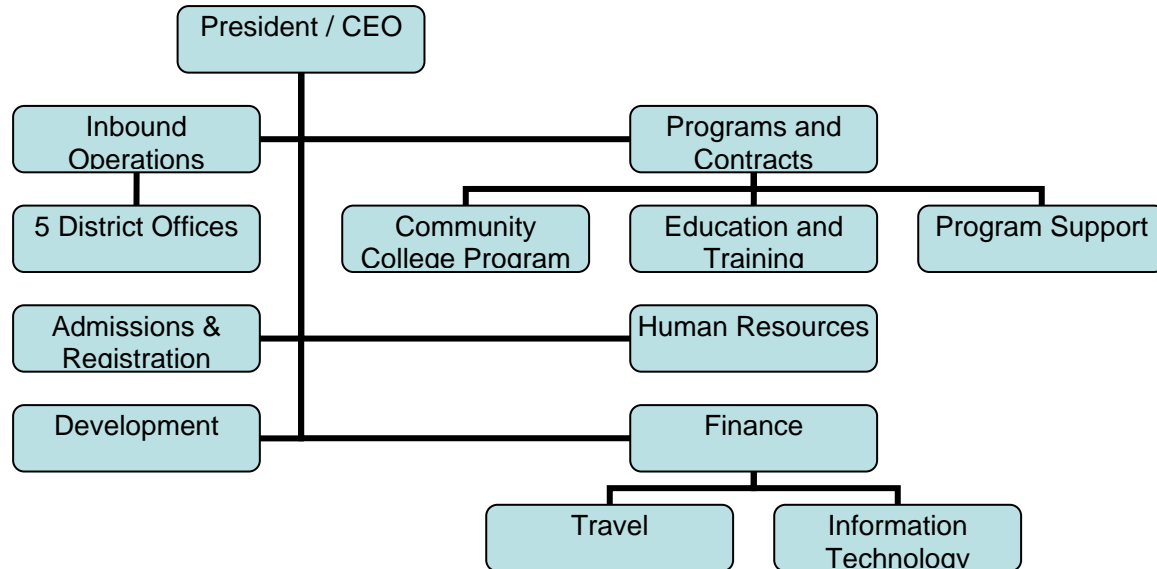 President / CEO
Inbound
Operations
Programs and
Contracts
5 District Offices
Community
College Program
Education and
Training
Program Support
Admissions &
Registration
Human Resources
Development
Finance
Travel
Information
Technology